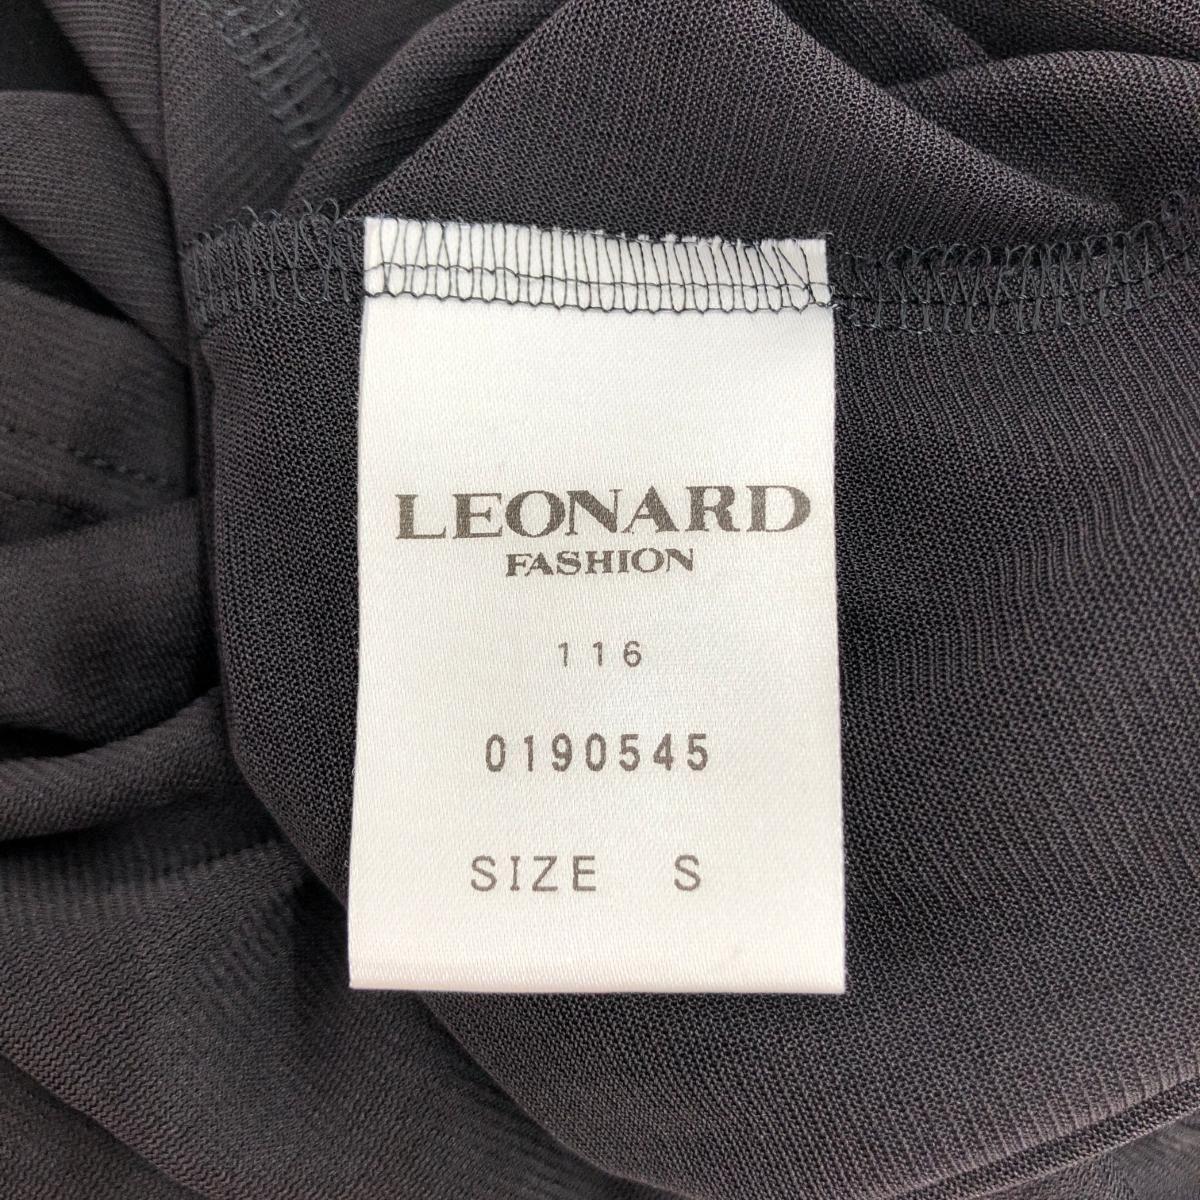 LEONARD
FASHION
116
0190545
SIZE S